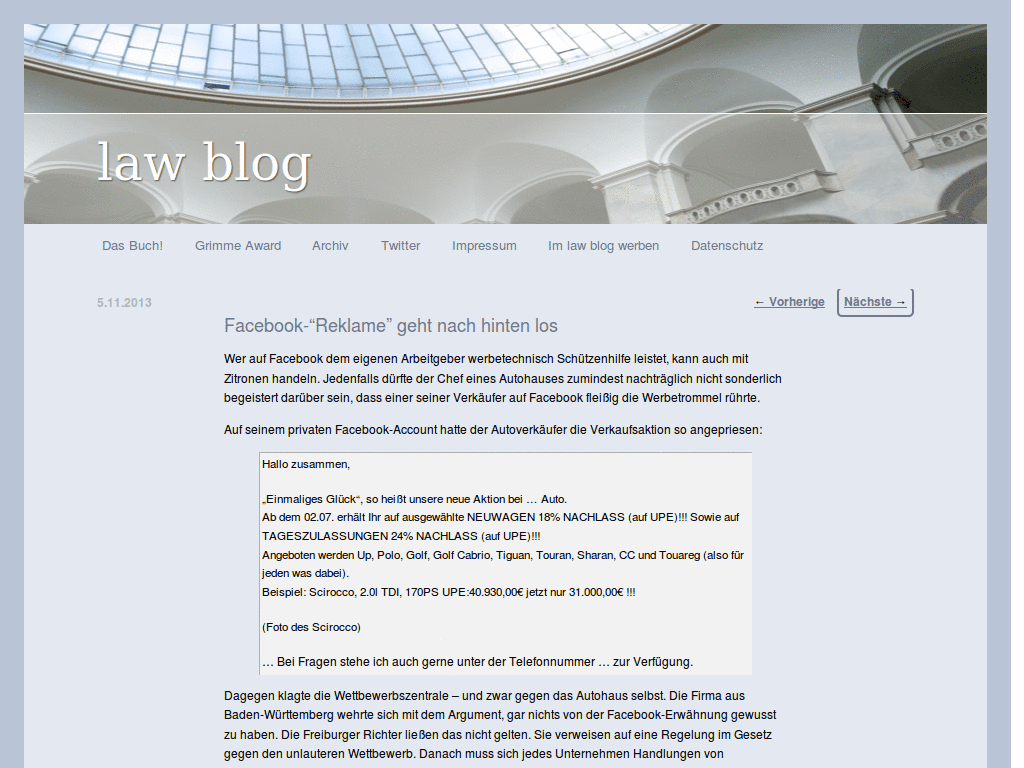 law blog
Das Buch! Grimme Award Archiv Twitter Impressum Im law blog werben Datenschutz
5.11.2013
← Vorherige Nächste →
Facebook-“Reklame” geht nach hinten los
Wer auf Facebook dem eigenen Arbeitgeber werbetechnisch Schützenhilfe leistet, kann auch mit
Zitronen handeln. Jedenfalls dürfte der Chef eines Autohauses zumindest nachträglich nicht sonderlich
begeistert darüber sein, dass einer seiner Verkäufer auf Facebook fleißig die Werbetrommel rührte.
Auf seinem privaten Facebook-Account hatte der Autoverkäufer die Verkaufsaktion so angepriesen:
Hallo zusammen,
„Einmaliges Glück“, so heißt unsere neue Aktion bei … Auto.
Ab dem 02.07. erhält Ihr auf ausgewählte NEUWAGEN 18% NACHLASS (auf UPE)!!! Sowie auf
TAGESZULASSUNGEN 24% NACHLASS (auf UPE)!!!
Angeboten werden Up, Polo, Golf, Golf Cabrio, Tiguan, Touran, Sharan, CC und Touareg (also für
jeden was dabei).
Beispiel: Scirocco, 2.0l TDI, 170PS UPE:40.930,00€ jetzt nur 31.000,00€ !!!
(Foto des Scirocco)
… Bei Fragen stehe ich auch gerne unter der Telefonnummer … zur Verfügung.
Dagegen klagte die Wettbewerbszentrale – und zwar gegen das Autohaus selbst. Die Firma aus
Baden-Württemberg wehrte sich mit dem Argument, gar nichts von der Facebook-Erwähnung gewusst
zu haben. Die Freiburger Richter ließen das nicht gelten. Sie verweisen auf eine Regelung im Gesetz
gegen den unlauteren Wettbewerb. Danach muss sich jedes Unternehmen Handlungen von